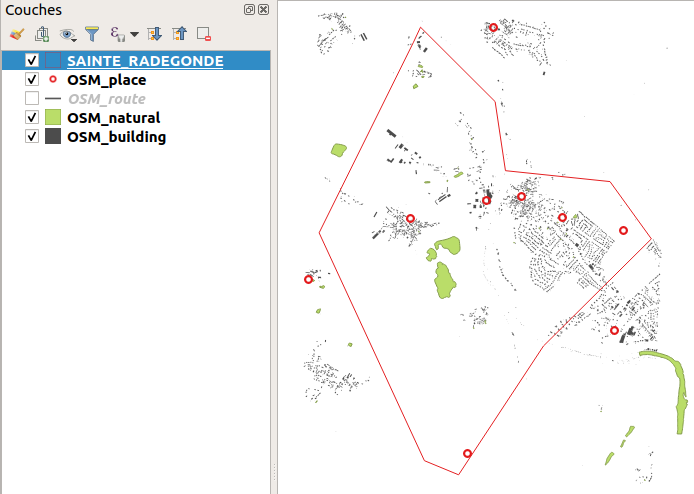 Couches
SAINTE_RADEGONDE
OSM_place
OSM_route
OSM_natural
OSM_building